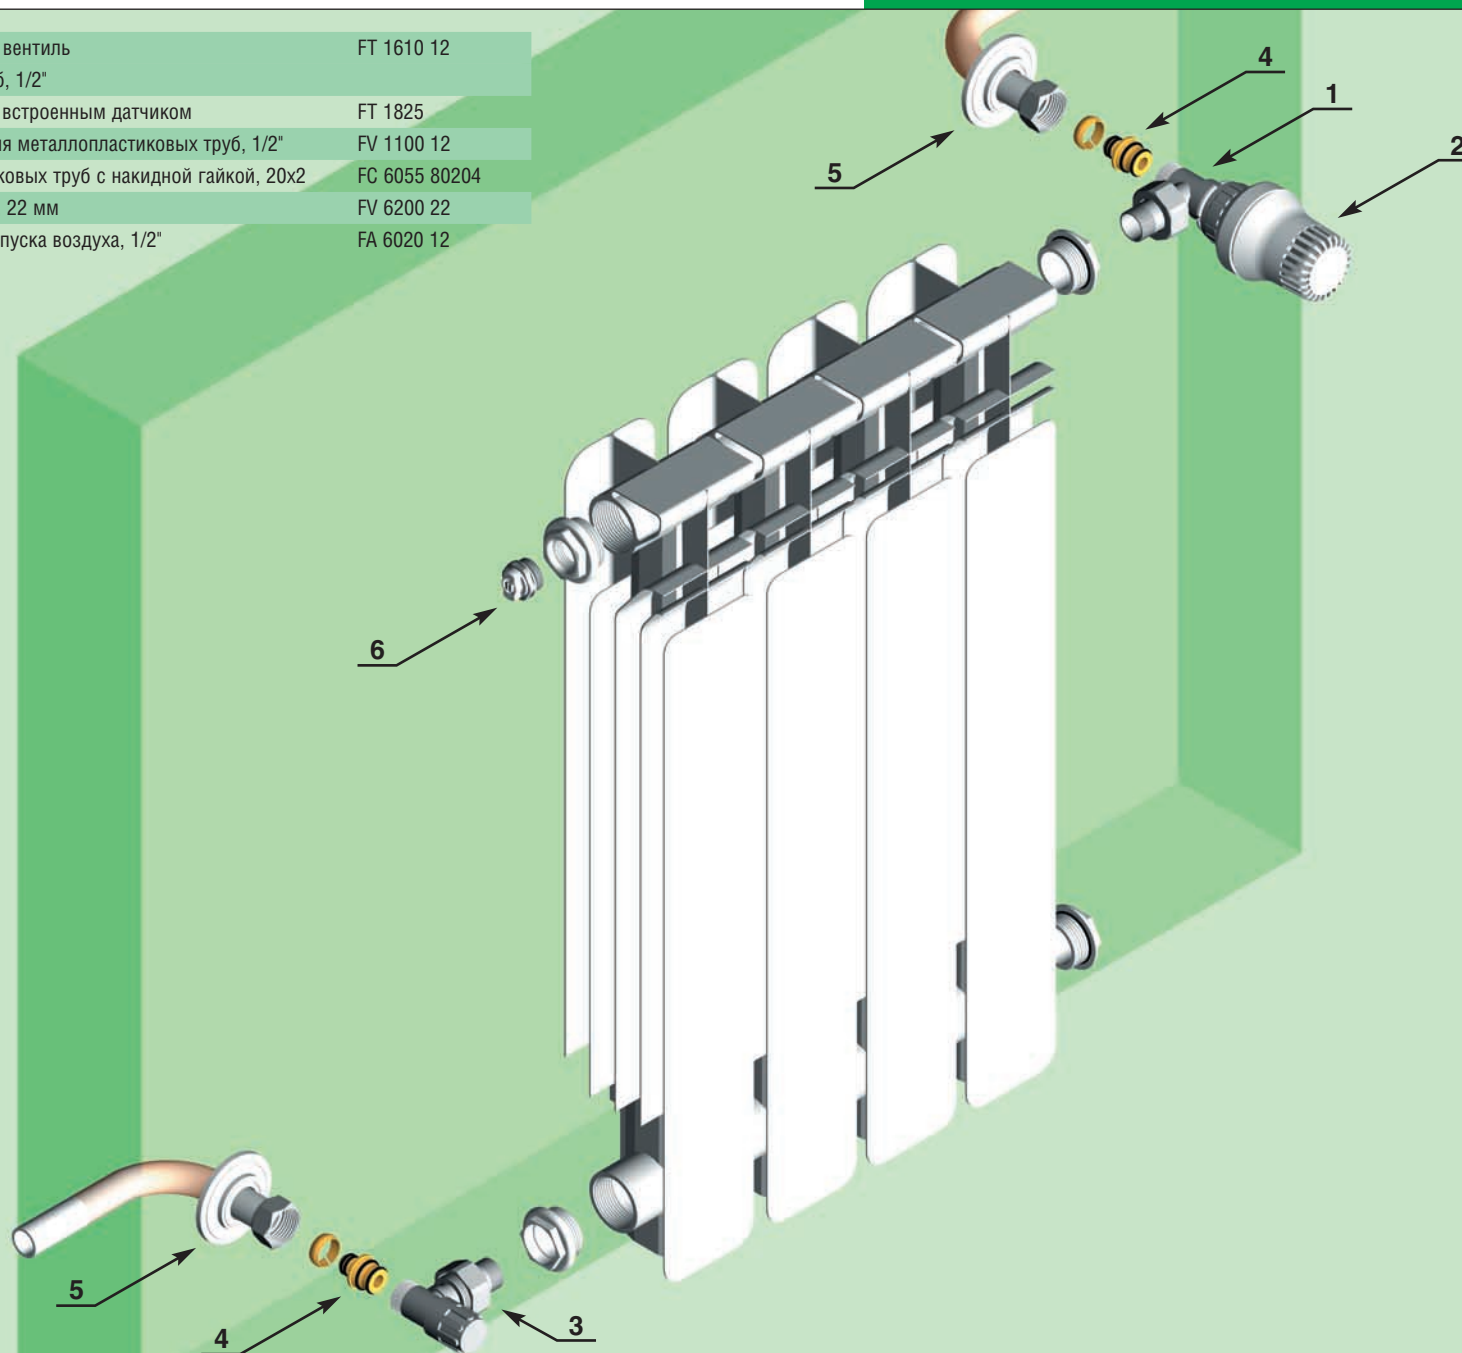 вентиль FT 1610 12
б, 1/2"
встроенным датчиком FT 1825
ия металлопластиковых труб, 1/2" FV 1100 12
ковых труб с накидной гайкой, 20х2 FC 6055 80204
22 мм FV 6200 22
пуска воздуха, 1/2" FA 6020 12
4
1
2
5
6
5
4
3